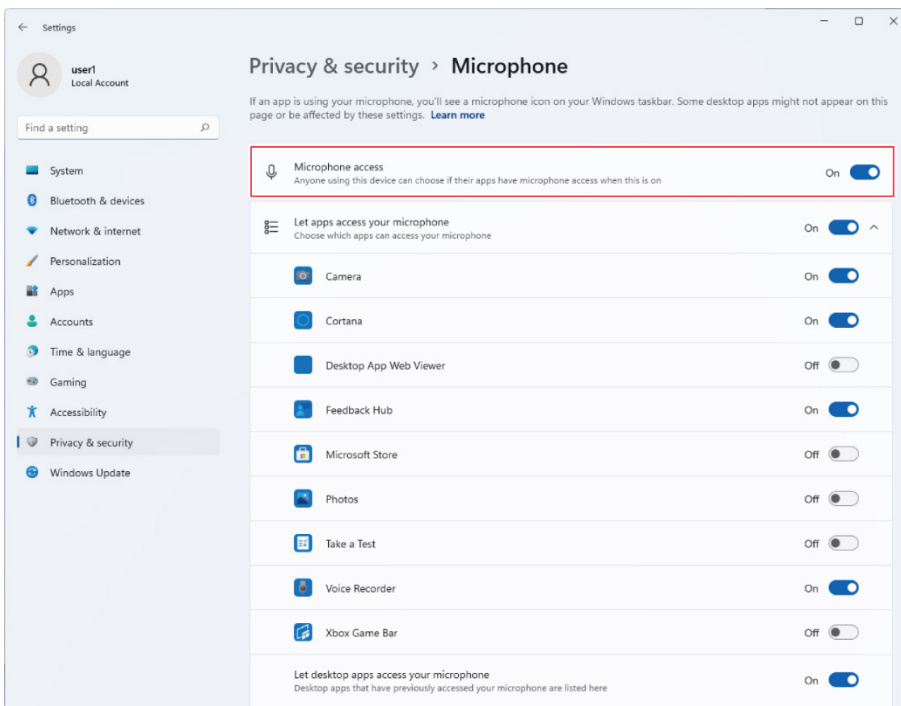 Settings
user1
Local Account
Find a setting
System
Bluetooth & devices
Network & internet
Personalization
Apps
Accounts
Time & language
Gaming
Accessibility
Privacy & security
Windows Update
Privacy & security > Microphone
If an app is using your microphone, you'll see a microphone icon on your Windows taskbar. Some desktop apps might not appear on this
page or be affected by these settings. Learn more
Microphone access
Anyone using this device can choose if their apps have microphone access when this is on
On
Let apps access your microphone
Choose which apps can access your microphone
On
Camera On
Cortana On
Desktop App Web Viewer Off
Feedback Hub On
Microsoft Store Off
Photos Off
Take a Test Off
Voice Recorder On
Xbox Game Bar Off
Let desktop apps access your microphone
Desktop apps that have previously accessed your microphone are listed here
On